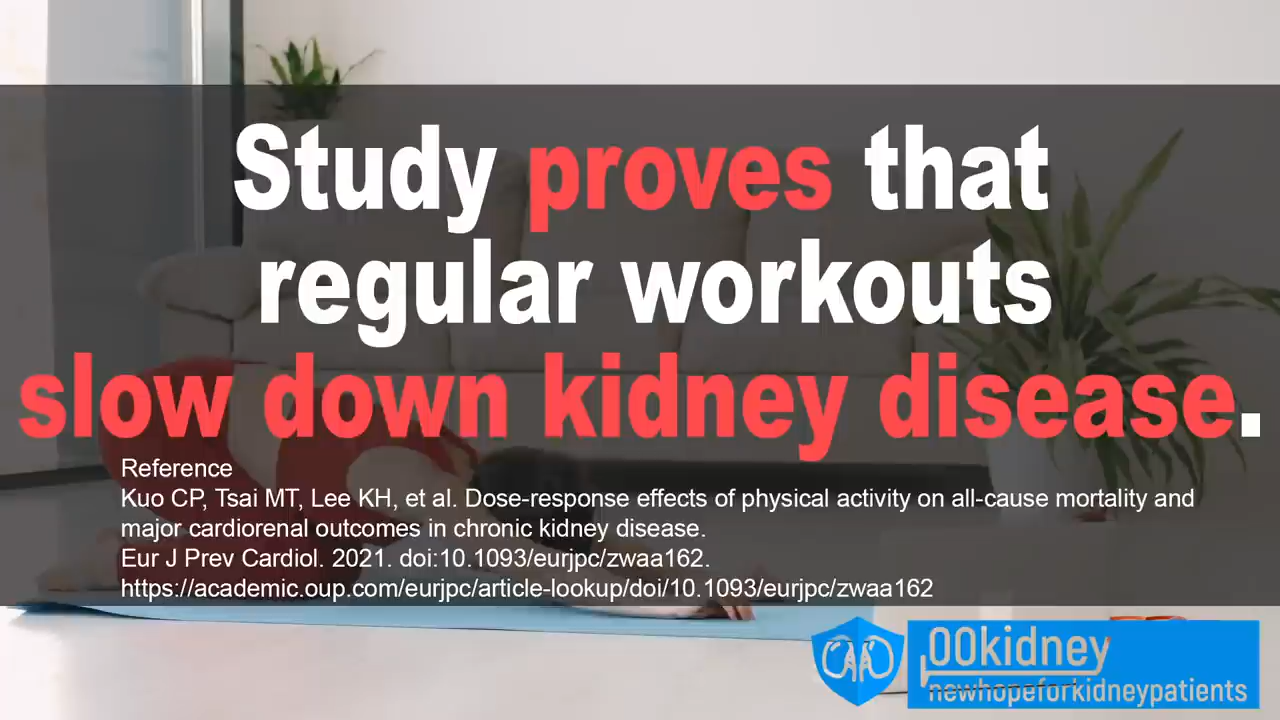 Study proves that
regular workouts
slow down kidney disease.
Reference
Kuo CP, Tsai MT, Lee KH, et al. Dose-response effects of physical activity on all-cause mortality and
major cardiorenal outcomes in chronic kidney disease.
Eur J Prev Cardiol. 2021. doi:10.1093/eurjpc/zwaa162.
https://academic.oup.com/eurjpc/article-lookup/doi/10.1093/eurjpc/zwaa162
00kidney
newhopeforkidneypatients